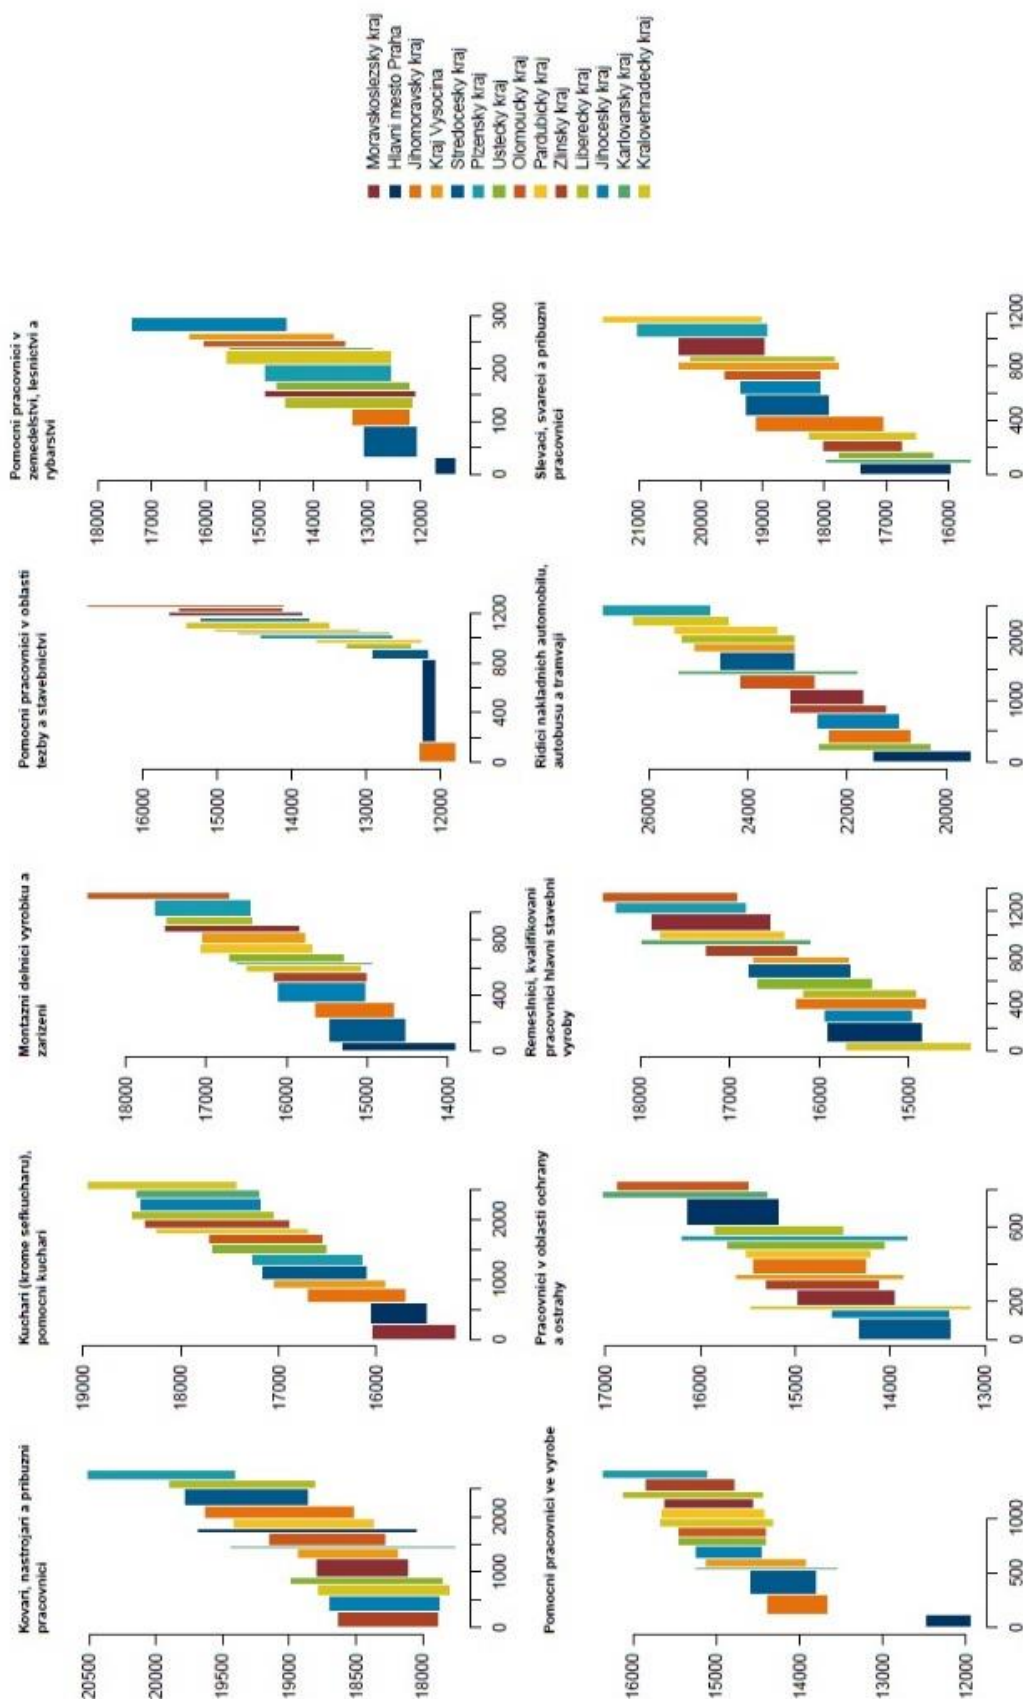 Kovari, nastrojari a pribuzni
pracovnici
20500
20000
19500
19000
18500
18000
0 1000 2000
Kuchari (krome sefkucharu),
pomocni kuchari
19000
18000
17000
16000
0 1000 2000
Montazni delnici vyrobku a
zarizeni
18000
17000
16000
15000
14000
0 400 800
Pomocni pracovnici v oblasti
tezby a stavebnictvi
16000
15000
14000
13000
12000
0 400 800 1200
Pomocni pracovnici v
zemedelstvi, lesnictvi a
rybarstvi
18000
17000
16000
15000
14000
13000
12000
0 100 200 300
Pomocni pracovnici ve vyrobe
16000
15000
14000
13000
12000
0 500 1000
Pracovnici v oblasti ochrany
a ostrahy
17000
16000
15000
14000
13000
0 200 600
Remeslnici, kvalifikovani
pracovnici hlavni stavebni
vyroby
18000
17000
16000
15000
0 400 800 1200
Ridici nakladnich automobilu,
autobusu a tramvaji
26000
24000
22000
20000
0 1000 2000
Slevaci, svareci a pribuzni
pracovnici
21000
20000
19000
18000
17000
16000
0 400 800 1200
Moravskoslezsky kraj
Hlavni mesto Praha
Jihomoravsky kraj
Kraj Vysocina
Stredocesky kraj
Plzensky kraj
Ustecky kraj
Olomoucky kraj
Pardubicky kraj
Zlinsky kraj
Liberecky kraj
Jihocesky kraj
Karlovarsky kraj
Kralovehradecky kraj